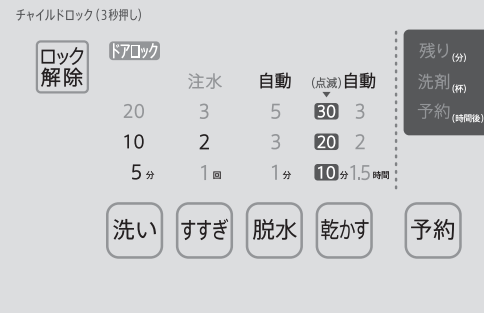 チャイルドロック(3秒押し)
ロック
解除
ドアロック
注水 自動 (点滅) 自動
20 3 5 30 3
10 2 3 20 2
5分 1回 1分 10分 1.5時間
残り(分)
洗剤(杯)
予約(時間後)
洗い すすぎ 脱水 乾かす 予約